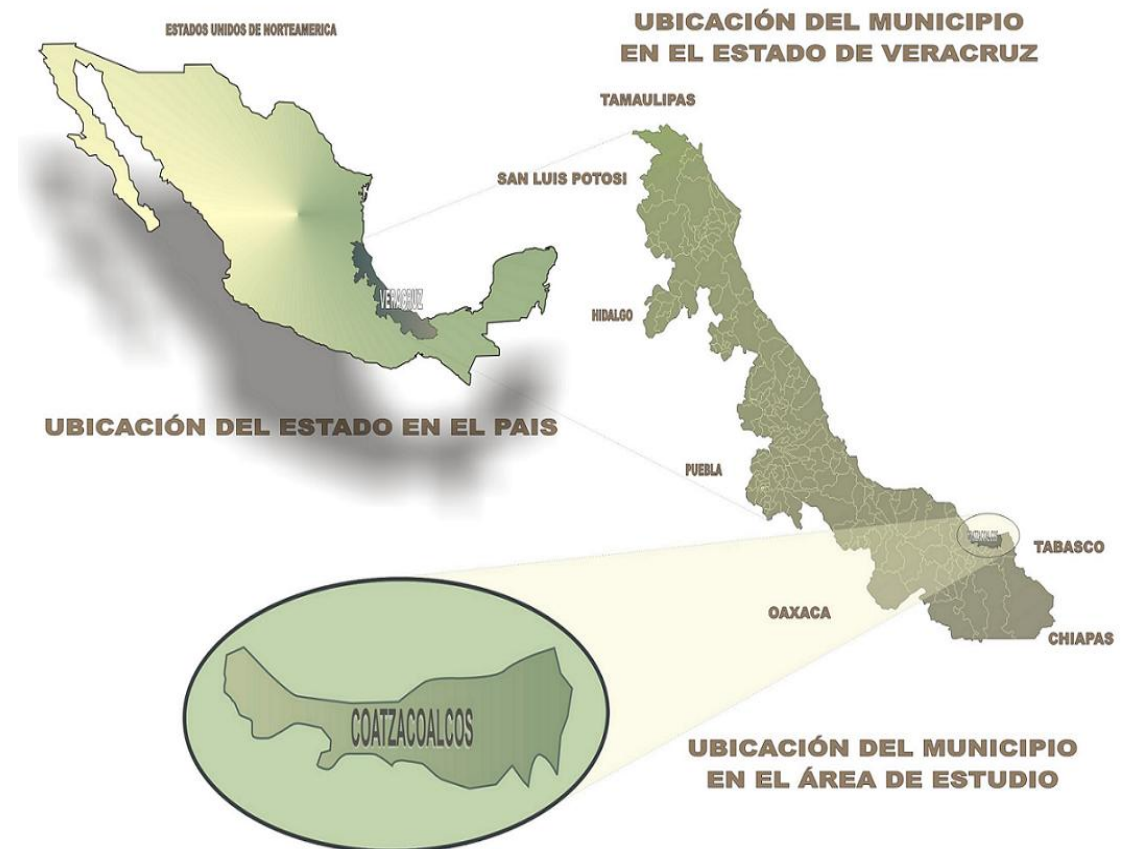 ESTADOS UNIDOS DE NORTEAMERICA
VERACRUZ
UBICACIÓN DEL ESTADO EN EL PAIS
UBICACIÓN DEL MUNICIPIO
EN EL ESTADO DE VERACRUZ
TAMAULIPAS
SAN LUIS POTOSI
HIDALGO
PUEBLA
OAXACA
TABASCO
CHIAPAS
COATZACOALCOS
UBICACIÓN DEL MUNICIPIO
EN EL ÁREA DE ESTUDIO